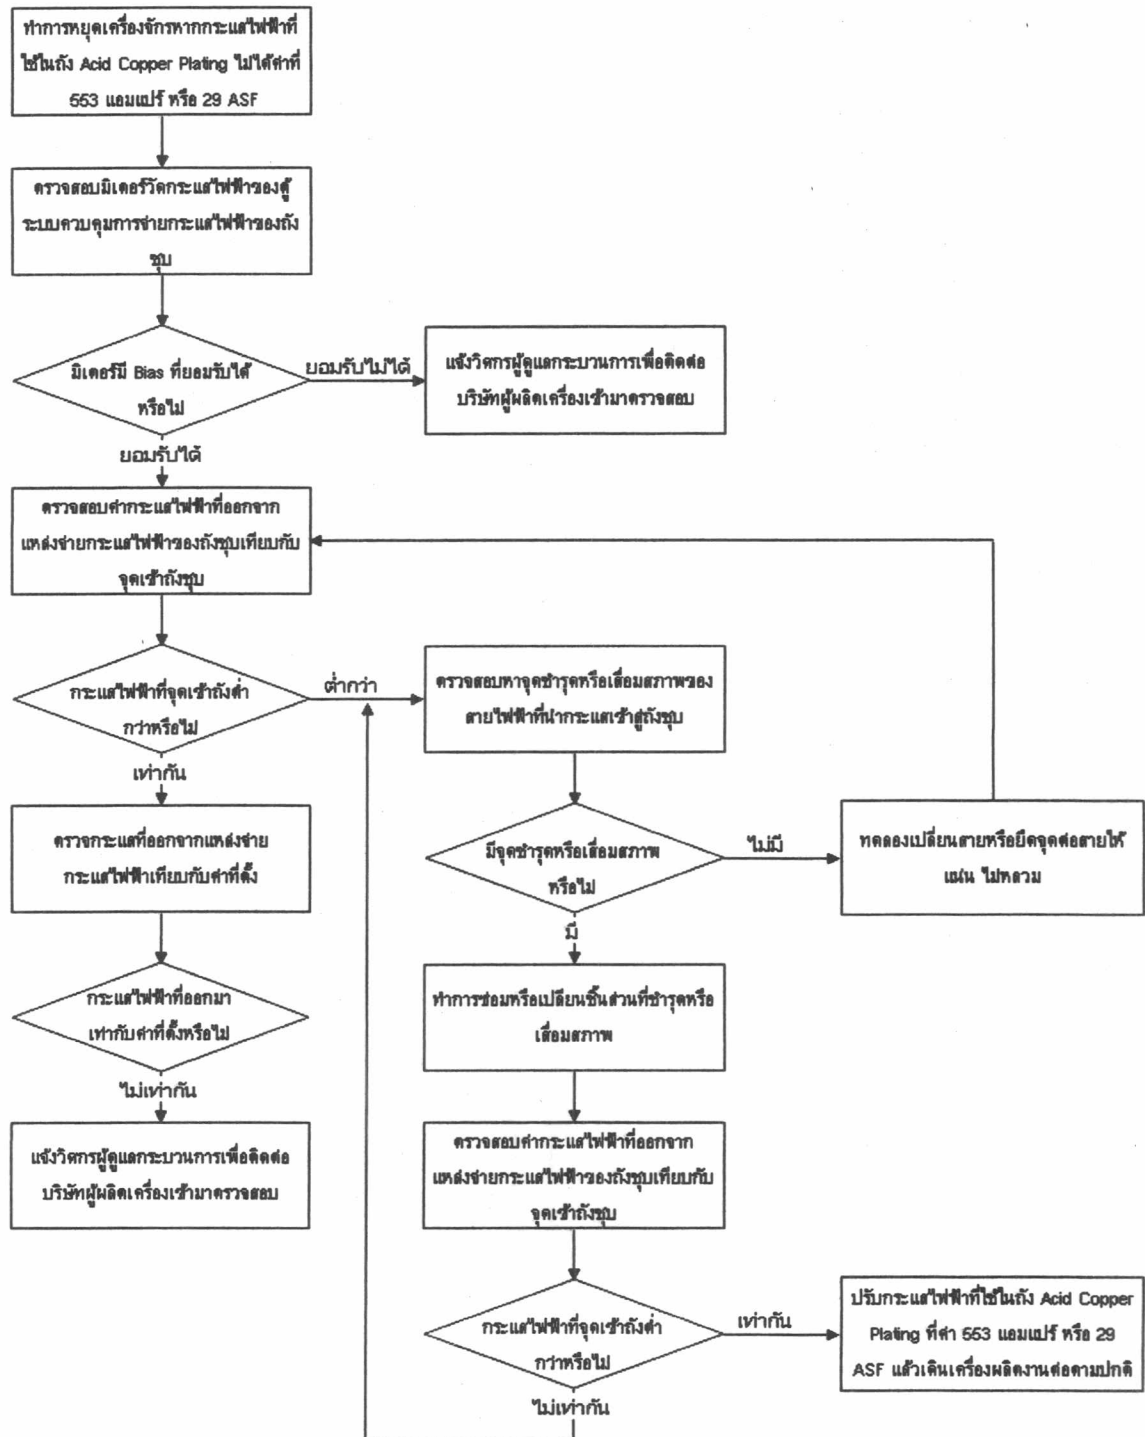 ทำการหยุดเครื่องจักรหากกระแสไฟฟ้าที่
ใช้ในถัง Acid Copper Plating ไม่ได้ค่าที่
553 แอมแปร์ หรือ 29 ASF
ตรวจสอบมิเตอร์วัดกระแสไฟฟ้าของตู้
ระบบควบคุมการจ่ายกระแสไฟฟ้าของถัง
ชุบ
มิเตอร์มี Bias ที่ยอมรับได้
หรือไม่
ยอมรับไม่ได้
แจ้งวิศกรผู้ดูแลกระบวนการเพื่อติดต่อ
บริษัทผู้ผลิตเครื่องเข้ามาตรวจสอบ
ยอมรับได้
ตรวจสอบค่ากระแสไฟฟ้าที่ออกจาก
แหล่งจ่ายกระแสไฟฟ้าของถังชุบเทียบกับ
จุดเข้าถังชุบ
กระแสไฟฟ้าที่จุดเข้าถังต่ำ
กว่าหรือไม่
ต่ำกว่า
ตรวจสอบหาจุดชำรุดหรือเสื่อมสภาพของ
สายไฟฟ้าที่นำกระแสเข้าสู่ถังชุบ
เท่ากัน
ตรวจกระแสที่ออกจากแหล่งจ่าย
กระแสไฟฟ้าเทียบกับค่าที่ตั้ง
มีจุดชำรุดหรือเสื่อมสภาพ
หรือไม่
ไม่มี
ทดลองเปลี่ยนสายหรือยึดจุดต่อสายให้
แน่น ไม่หลวม
มี
กระแสไฟฟ้าที่ออกมา
เท่ากับค่าที่ตั้งหรือไม่
ทำการซ่อมหรือเปลี่ยนชิ้นส่วนที่ชำรุดหรือ
เสื่อมสภาพ
ไม่เท่ากัน
แจ้งวิศกรผู้ดูแลกระบวนการเพื่อติดต่อ
บริษัทผู้ผลิตเครื่องเข้ามาตรวจสอบ
ตรวจสอบค่ากระแสไฟฟ้าที่ออกจาก
แหล่งจ่ายกระแสไฟฟ้าของถังชุบเทียบกับ
จุดเข้าถังชุบ
กระแสไฟฟ้าที่จุดเข้าถังต่ำ
กว่าหรือไม่
เท่ากัน
ปรับกระแสไฟฟ้าที่ใช้ในถัง Acid Copper
Plating ที่ค่า 553 แอมแปร์ หรือ 29
ASF แล้วเดินเครื่องผลิตงานต่อตามปกติ
ไม่เท่ากัน